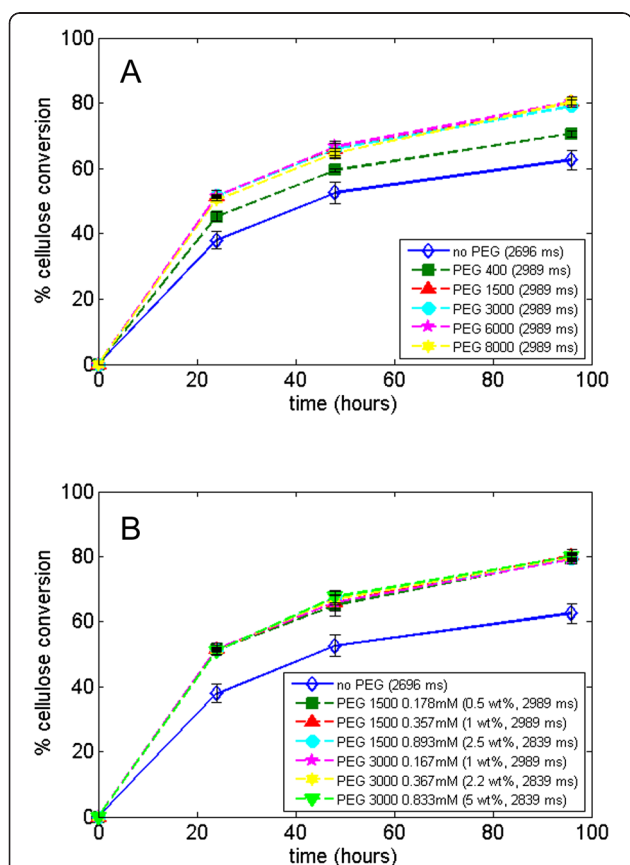 100
A
80
60
40
20
0
% cellulose conversion
no PEG (2696 ms)
PEG 400 (2989 ms)
PEG 1500 (2989 ms)
PEG 3000 (2989 ms)
PEG 6000 (2989 ms)
PEG 8000 (2989 ms)
0 20 40 60 80 100
time (hours)
100
B
80
60
40
20
0
% cellulose conversion
no PEG (2696 ms)
PEG 1500 0.178mM (0.5 wt%, 2989 ms)
PEG 1500 0.357mM (1 wt%, 2989 ms)
PEG 1500 0.893mM (2.5 wt%, 2839 ms)
PEG 3000 0.167mM (1 wt%, 2989 ms)
PEG 3000 0.367mM (2.2 wt%, 2839 ms)
PEG 3000 0.833mM (5 wt%, 2839 ms)
0 20 40 60 80 100
time (hours)